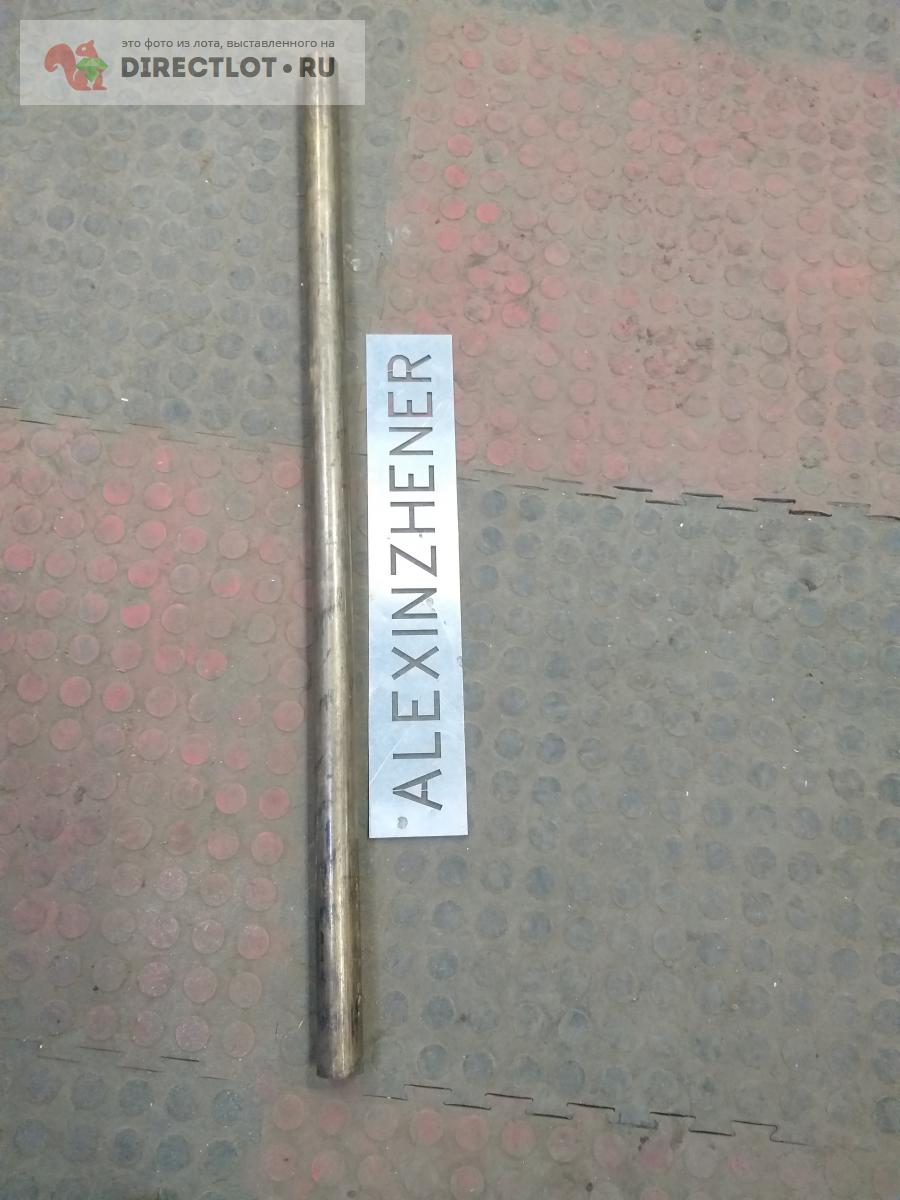 это фото из лота, выставленного на
DIRECTLOT•RU
ALEXINZHENER